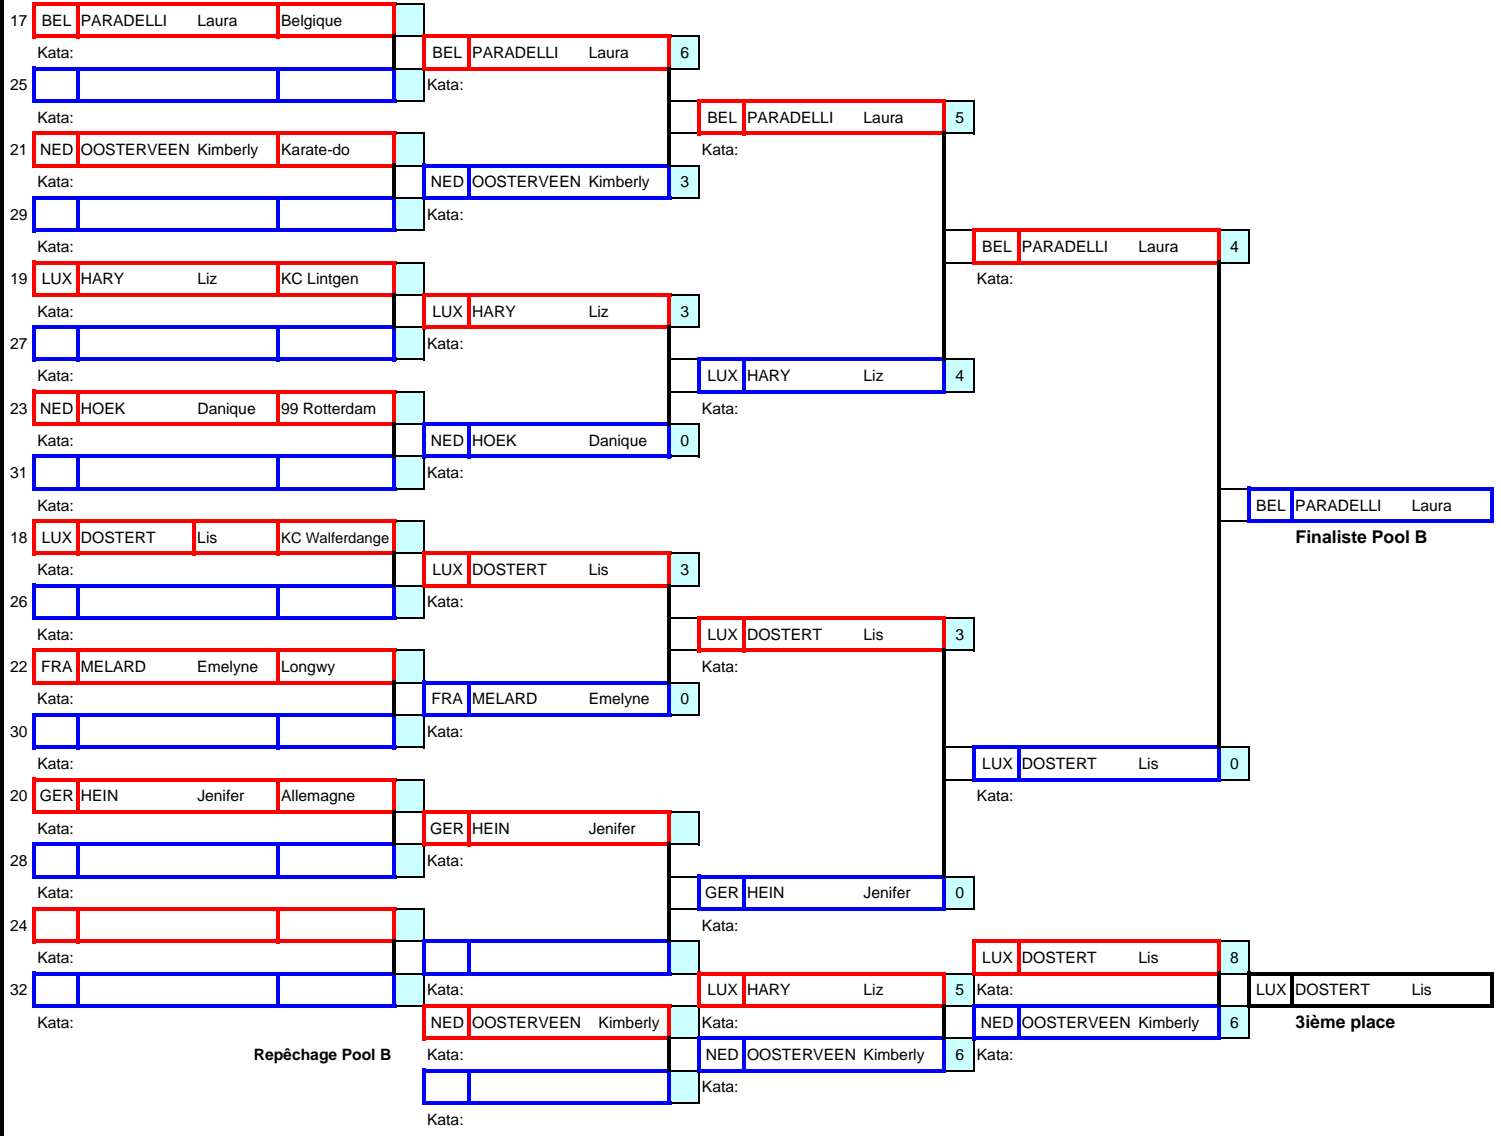 17 BEL PARADELLI Laura Belgique
Kata: BEL PARADELLI Laura 6
25 Kata:
Kata: BEL PARADELLI Laura 5
21 NED OOSTERVEEN Kimberly Karate-do Kata:
Kata: NED OOSTERVEEN Kimberly 3
29 Kata:
Kata: BEL PARADELLI Laura 4
19 LUX HARY Liz KC Lintgen Kata:
Kata: LUX HARY Liz 3
27 Kata:
Kata: LUX HARY Liz 4
23 NED HOEK Danique 99 Rotterdam Kata:
Kata: NED HOEK Danique 0
31 Kata:
Kata: BEL PARADELLI Laura
18 LUX DOSTERT Lis KC Walferdange Finaliste Pool B
Kata: LUX DOSTERT Lis 3
26 Kata:
Kata: LUX DOSTERT Lis 3
22 FRA MELARD Emelyne Longwy Kata:
Kata: FRA MELARD Emelyne 0
30 Kata:
Kata: LUX DOSTERT Lis 0
20 GER HEIN Jenifer Allemagne Kata:
Kata: GER HEIN Jenifer
28 Kata:
Kata: GER HEIN Jenifer 0
24 Kata:
Kata: LUX DOSTERT Lis 8
32 Kata: LUX HARY Liz 5 Kata: LUX DOSTERT Lis
Kata: NED OOSTERVEEN Kimberly Kata: NED OOSTERVEEN Kimberly 6 3ième place
Repêchage Pool B Kata: NED OOSTERVEEN Kimberly 6 Kata:
Kata:
Kata: